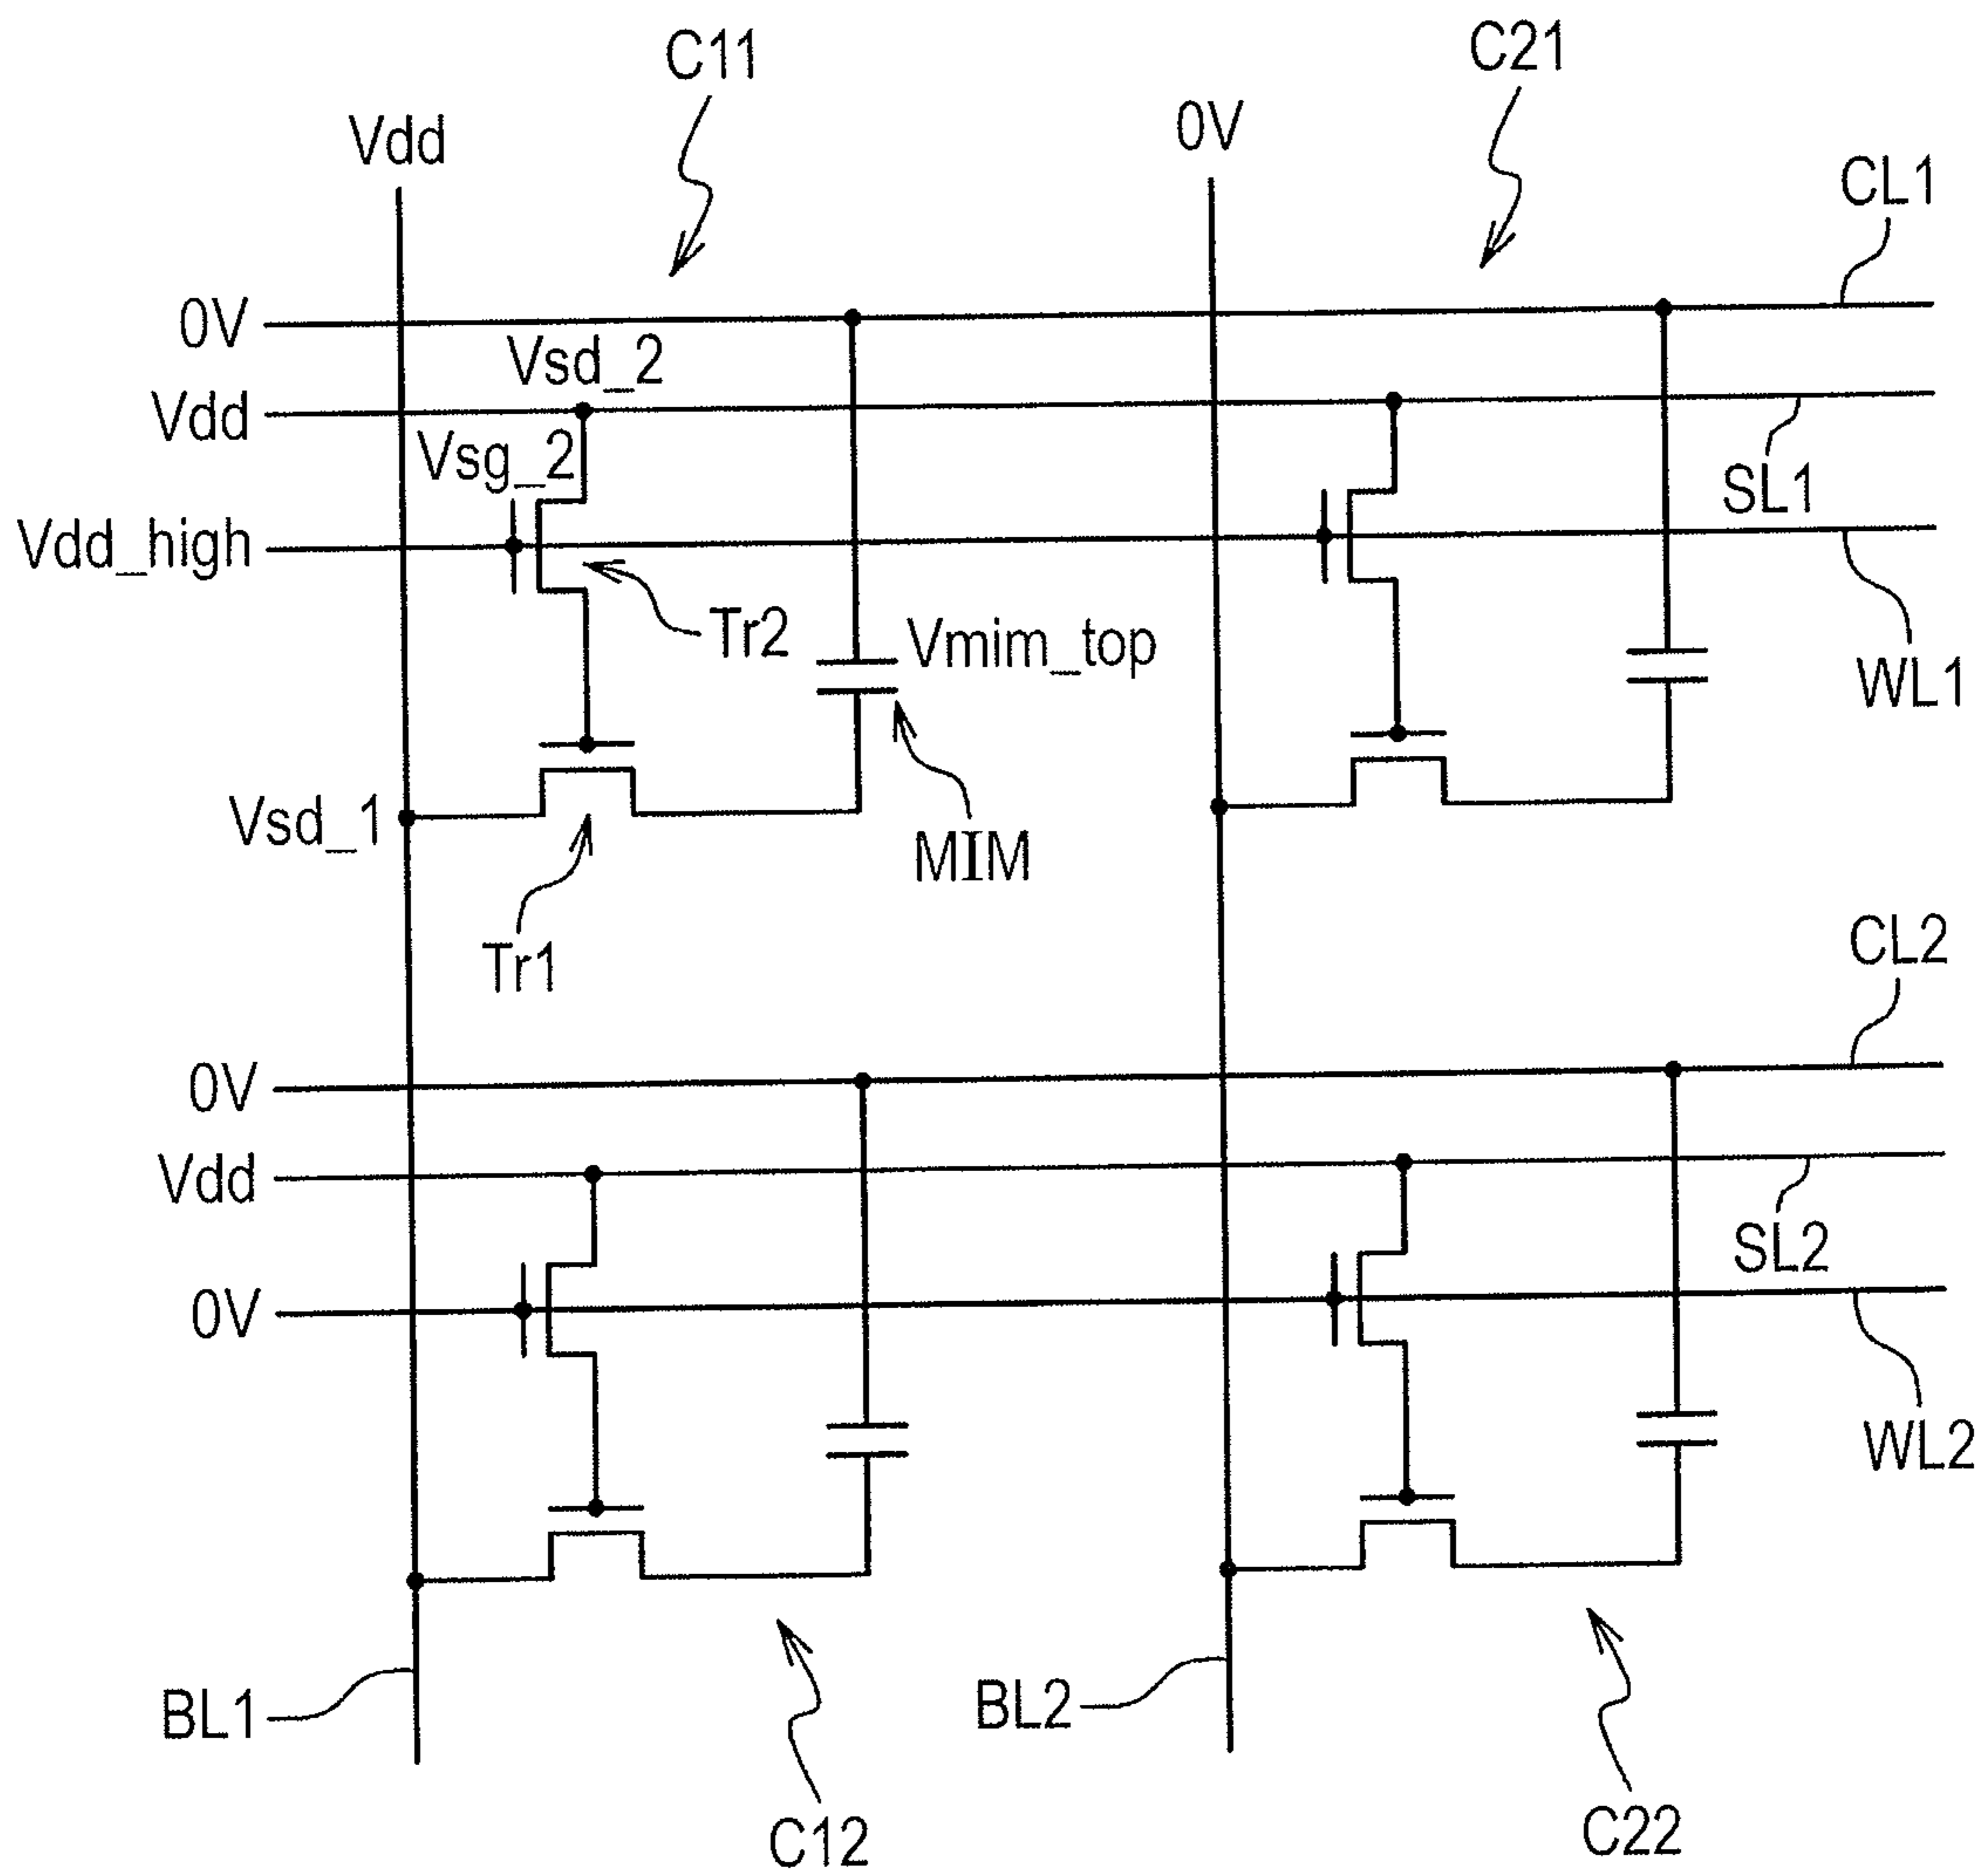 C11
C21
Vdd
0V
CL1
0V
Vsd_2
Vdd
Vsg_2
SL1
Vdd_high
Tr2
Vmim_top
WL1
Vsd_1
MIM
Tr1
CL2
0V
Vdd
SL2
0V
WL2
BL1
BL2
C12
C22